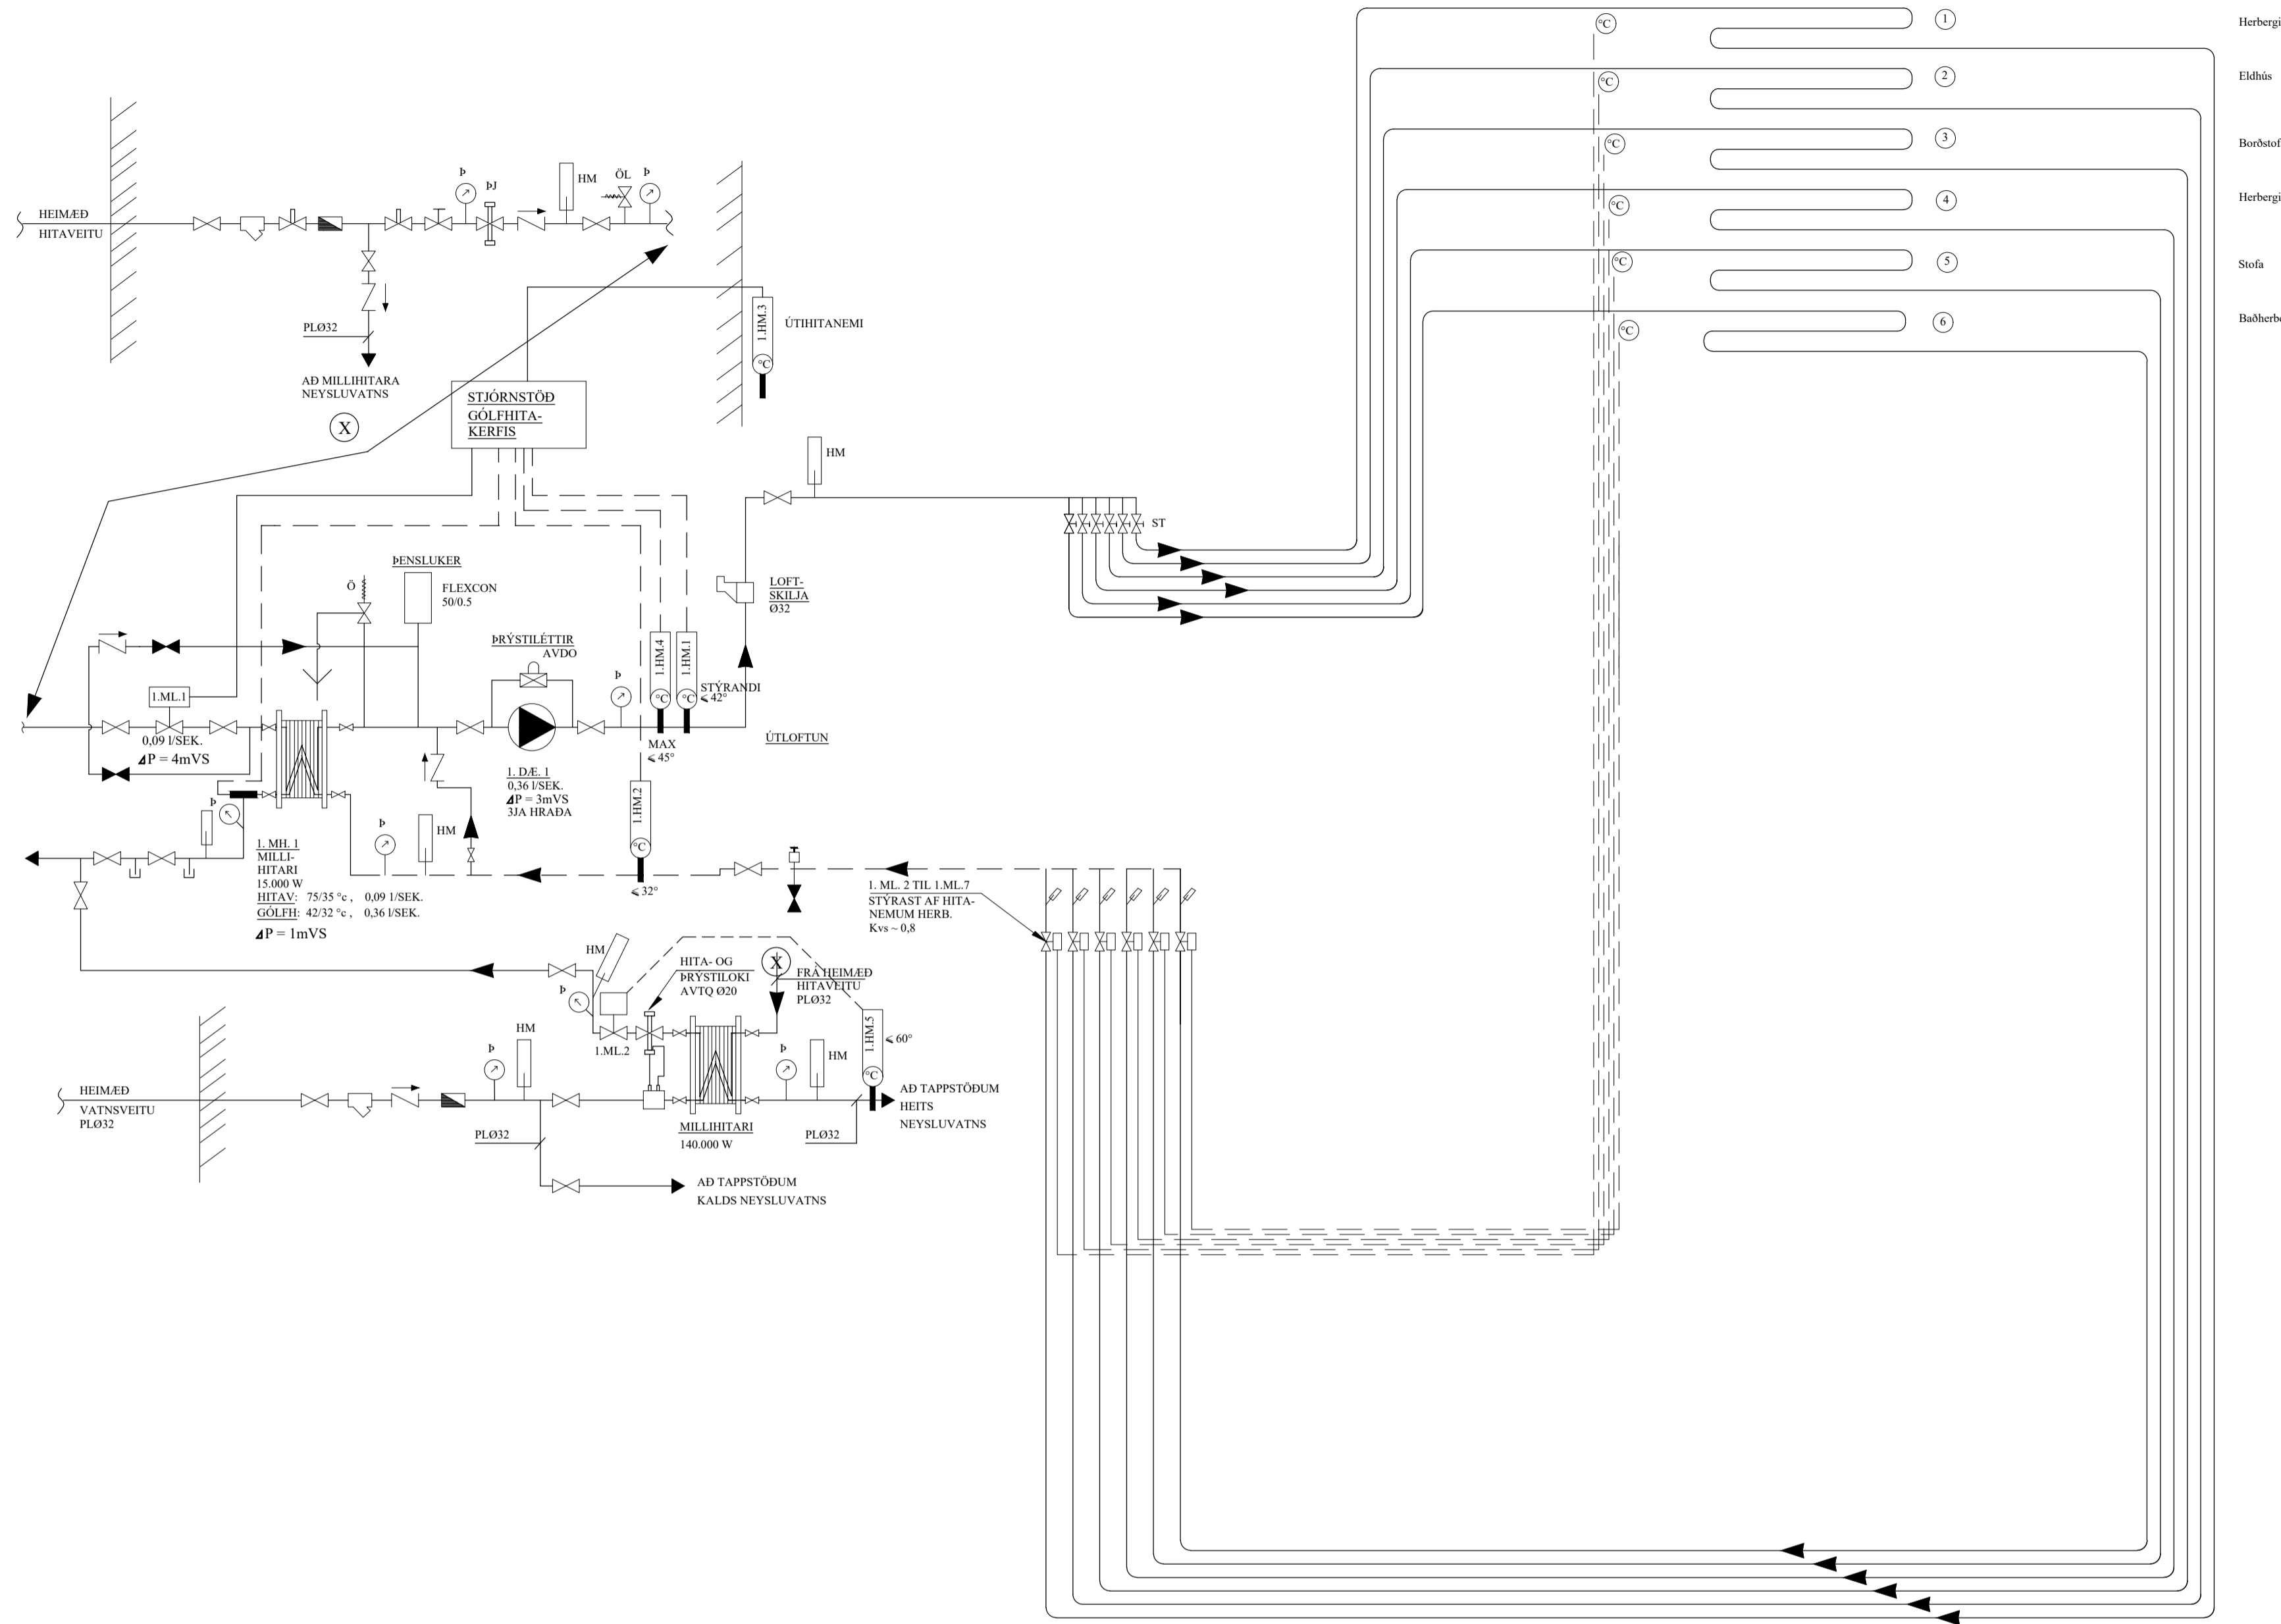 °C
1
Herbergi
°C
2
Eldhús
°C
3
°C
4
Herbergi
°C
5
Stofa
°C
6
HEIMÆÐ
HITAVEITU
Þ
ÞJ
HM
ÖL
Þ
PLØ32
AÐ MILLIHITARA
NEYSLUVATNS
X
STJÓRNSTÖÐ
GÓLFHITA-
KERFIS
1.HM.3
°C
ÚTIHITANEMI
HM
ST
LOFT-
SKILJA
Ø32
Ö
ÞENSLUKER
FLEXCON
50/0.5
ÞRÝSTILÉTTIR
AVDO
Þ
1.HM.4
°C
1.HM.1
°C
STÝRANDI
⩽ 42°
MAX
⩽ 45°
ÚTLOFTUN
1.ML.1
0,09 l/SEK.
⊿P = 4mVS
1. DÆ. 1
0,36 l/SEK.
⊿P = 3mVS
3JA HRAÐA
Þ
1. MH. 1
MILLI-
HITARI
15.000 W
HITAV: 75/35 °c , 0,09 l/SEK.
GÓLFH: 42/32 °c , 0,36 l/SEK.
⊿P = 1mVS
Þ
HM
1.HM.2
°C
⩽ 32°
1. ML. 2 TIL 1.ML.7
STÝRAST AF HITA-
NEMUM HERB.
Kvs ~ 0,8
HM
Þ
HITA- OG
ÞRÝSTILOKI
AVTQ Ø20
X
FRÁ HEIMÆÐ
HITAVEITU
PLØ32
1.ML.2
1.HM.5
°C
⩽ 60°
HEIMÆÐ
VATNSVEITU
PLØ32
Þ
HM
PLØ32
MILLIHITARI
140.000 W
Þ
HM
PLØ32
AÐ TAPPSTÖÐUM
HEITS
NEYSLUVATNS
AÐ TAPPSTÖÐUM
KALDS NEYSLUVATNS